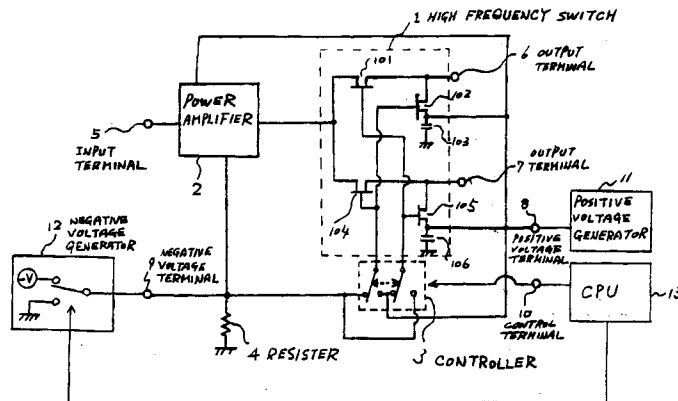 1 HIGH FREQUENCY SWITCH
101
6 OUTPUT
TERMINAL
102
103
POWER
AMPLIFIER
5
INPUT
TERMINAL
2
7 OUTPUT
TERMINAL
104
105
106
8
POSITIVE
VOLTAGE
TERMINAL
11
POSITIVE
VOLTAGE
GENERATOR
12 NEGATIVE
VOLTAGE
GENERATOR
-V
9 NEGATIVE
VOLTAGE
TERMINAL
4 RESISTER
3 CONTROLLER
10
CONTROL
TERMINAL
CPU
13